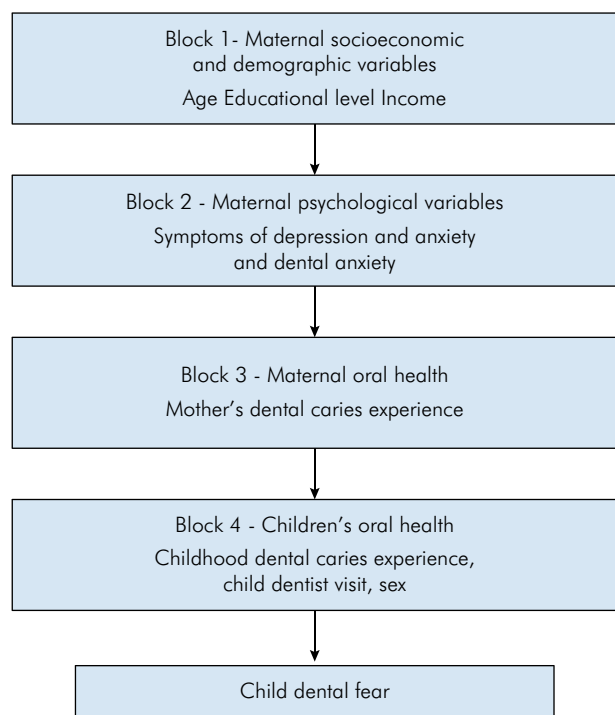 Block 1- Maternal socioeconomic
and demographic variables
Age Educational level Income
Block 2 - Maternal psychological variables
Symptoms of depression and anxiety
and dental anxiety
Block 3 - Maternal oral health
Mother’s dental caries experience
Block 4 - Children’s oral health
Childhood dental caries experience,
child dentist visit, sex
Child dental fear